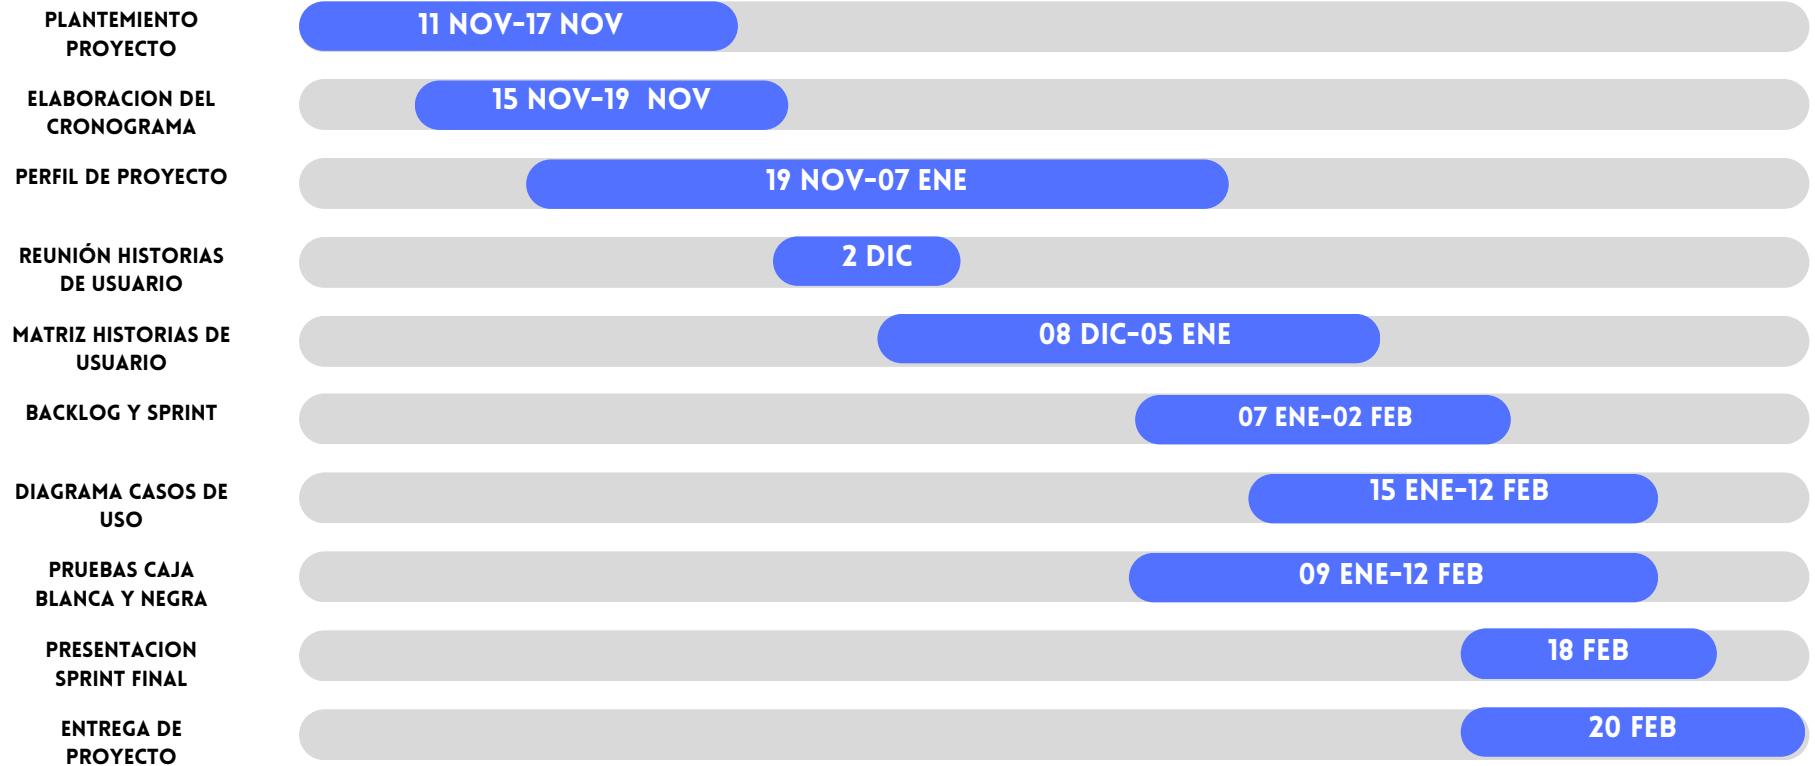 PLANTEMIENTO
PROYECTO
11 NOV-17 NOV
ELABORACION DEL
CRONOGRAMA
15 NOV-19 NOV
PERFIL DE PROYECTO
19 NOV-07 ENE
REUNIÓN HISTORIAS
DE USUARIO
2 DIC
MATRIZ HISTORIAS DE
USUARIO
08 DIC-05 ENE
BACKLOG Y SPRINT
07 ENE-02 FEB
DIAGRAMA CASOS DE
USO
15 ENE-12 FEB
PRUEBAS CAJA
BLANCA Y NEGRA
09 ENE-12 FEB
PRESENTACION
SPRINT FINAL
18 FEB
ENTREGA DE
PROYECTO
20 FEB